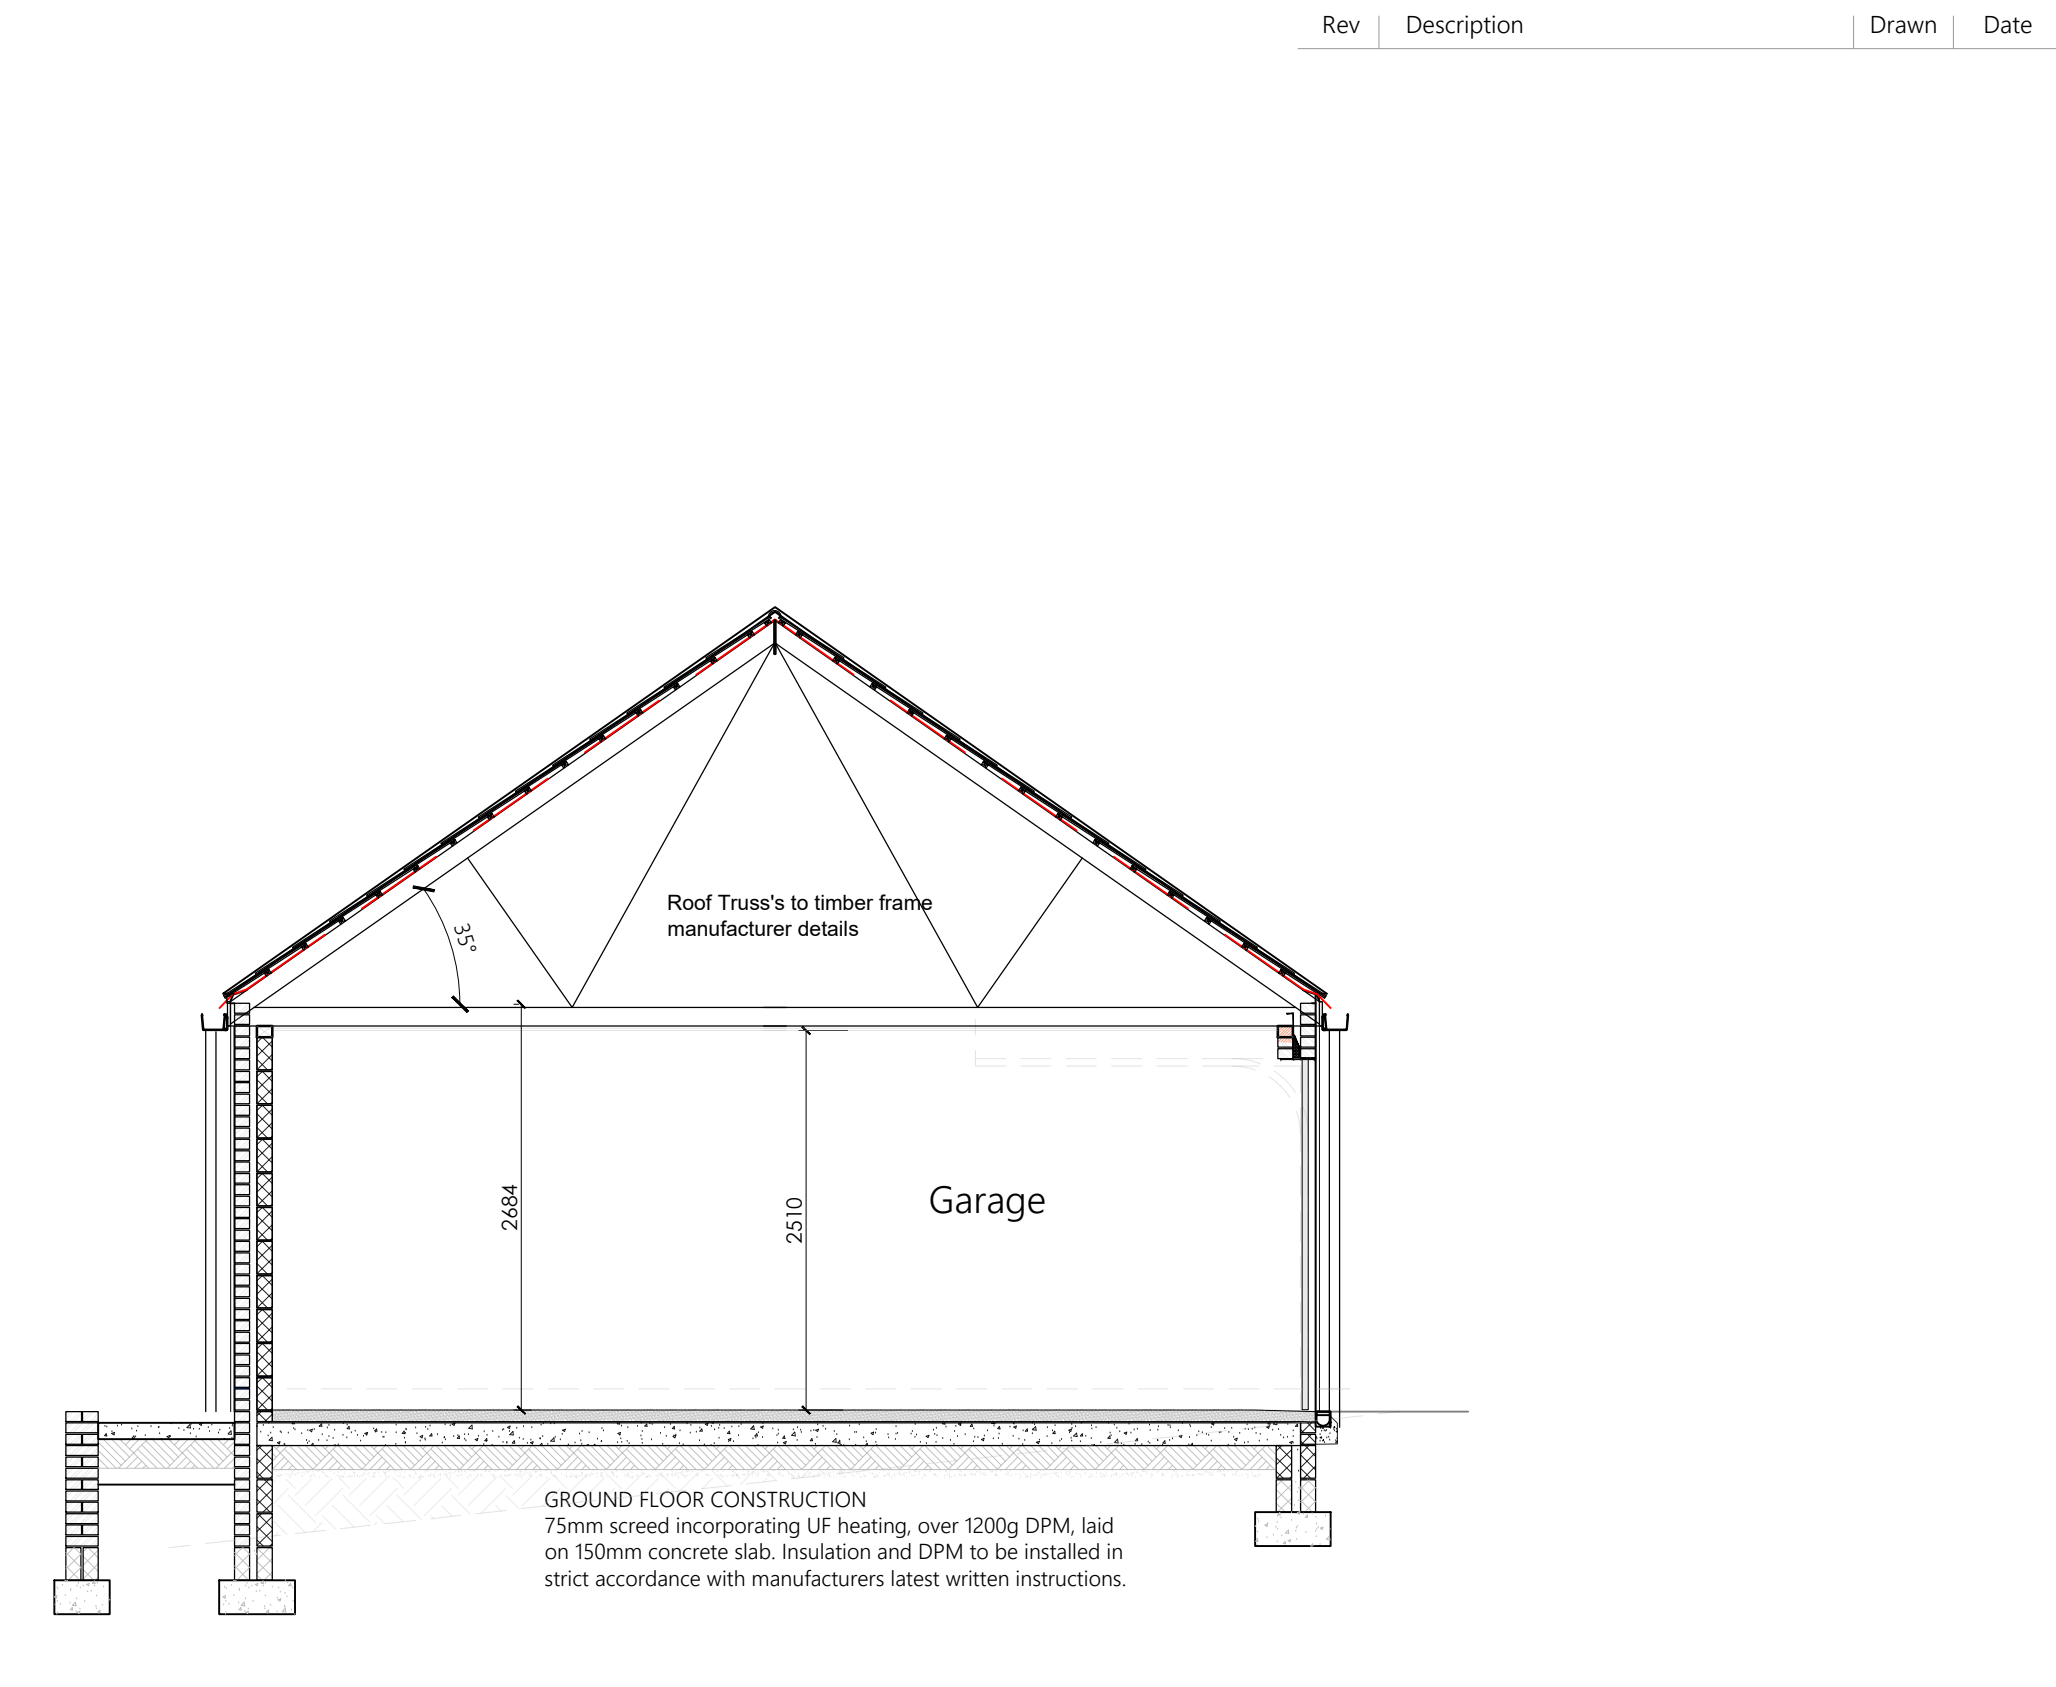 Rev Description Drawn Date
35°
Roof Truss's to timber frame
manufacturer details
2684
2510
Garage
GROUND FLOOR CONSTRUCTION
75mm screed incorporating UF heating, over 1200g DPM, laid
on 150mm concrete slab. Insulation and DPM to be installed in
strict accordance with manufacturers latest written instructions.